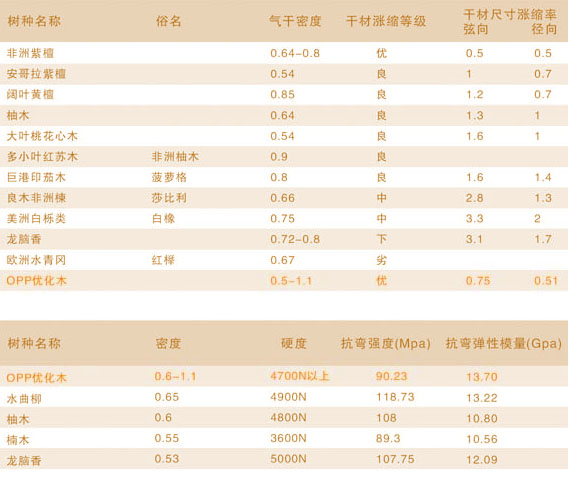 树种名称 俗名 气干密度 干材涨缩等级 干材尺寸涨缩率
弦向 径向
非洲紫檀 0.64-0.8 优 0.5 0.5
安哥拉紫檀 0.54 良 1 0.7
阔叶黄檀 0.85 良 1.2 0.7
柚木 0.64 良 1.3 1
大叶桃花心木 0.54 良 1.6 1
多小叶红苏木 非洲柚木 0.9 良
巨港印茄木 菠萝格 0.8 良 1.6 1.4
良木非洲楝 莎比利 0.66 中 2.8 1.3
美洲白栎类 白橡 0.75 中 3.3 2
龙脑香 0.72-0.8 下 3.1 1.7
欧洲水青冈 红榉 0.67 劣
OPP优化木 0.5-1.1 优 0.75 0.51
树种名称 密度 硬度 抗弯强度(Mpa) 抗弯弹性模量(Gpa)
OPP优化木 0.6-1.1 4700N以上 90.23 13.70
水曲柳 0.65 4900N 118.73 13.22
柚木 0.6 4800N 108 10.80
楠木 0.55 3600N 89.3 10.56
龙脑香 0.53 5000N 107.75 12.09